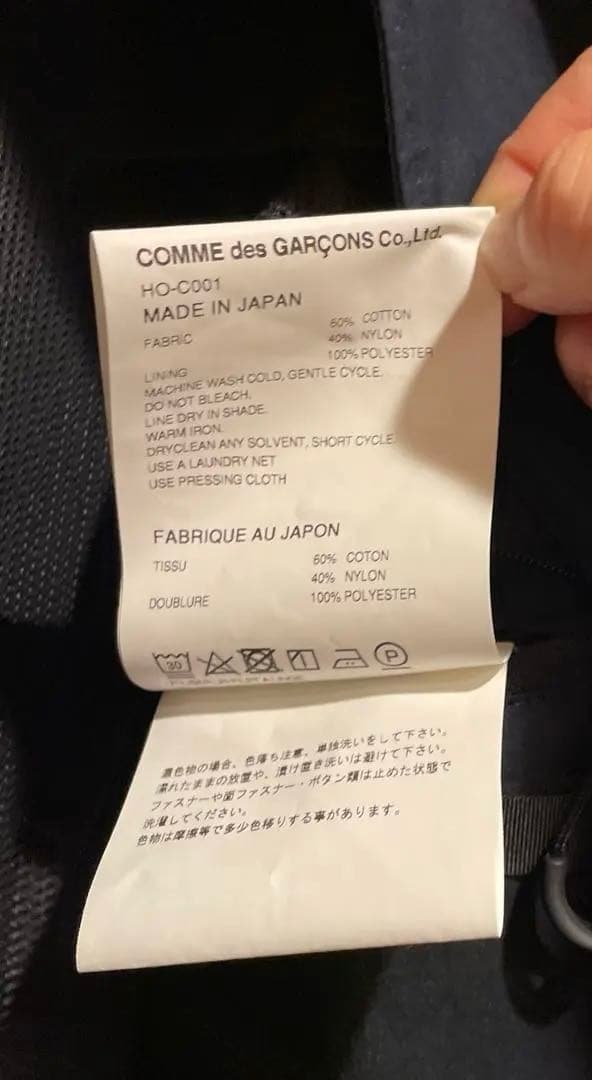 COMME des GARÇONS Co.,Ltd.
HO-C001
MADE IN JAPAN
FABRIC 60% COTTON
40% NYLON
LINING 100% POLYESTER
MACHINE WASH COLD, GENTLE CYCLE.
DO NOT BLEACH.
LINE DRY IN SHADE.
WARM IRON.
DRYCLEAN ANY SOLVENT, SHORT CYCLE.
USE A LAUNDRY NET
USE PRESSING CLOTH
FABRIQUE AU JAPON
TISSU 60% COTON
40% NYLON
DOUBLURE 100% POLYESTER
30 P
濃色物の場合、色落ち注意、単独洗いをして下さい。
濡れたままの放置や、漬け置き洗いは避けて下さい。
ファスナーや面ファスナー・ボタン類は止めた状態で
洗濯してください。
色物は摩擦等で多少色移りする事があります。